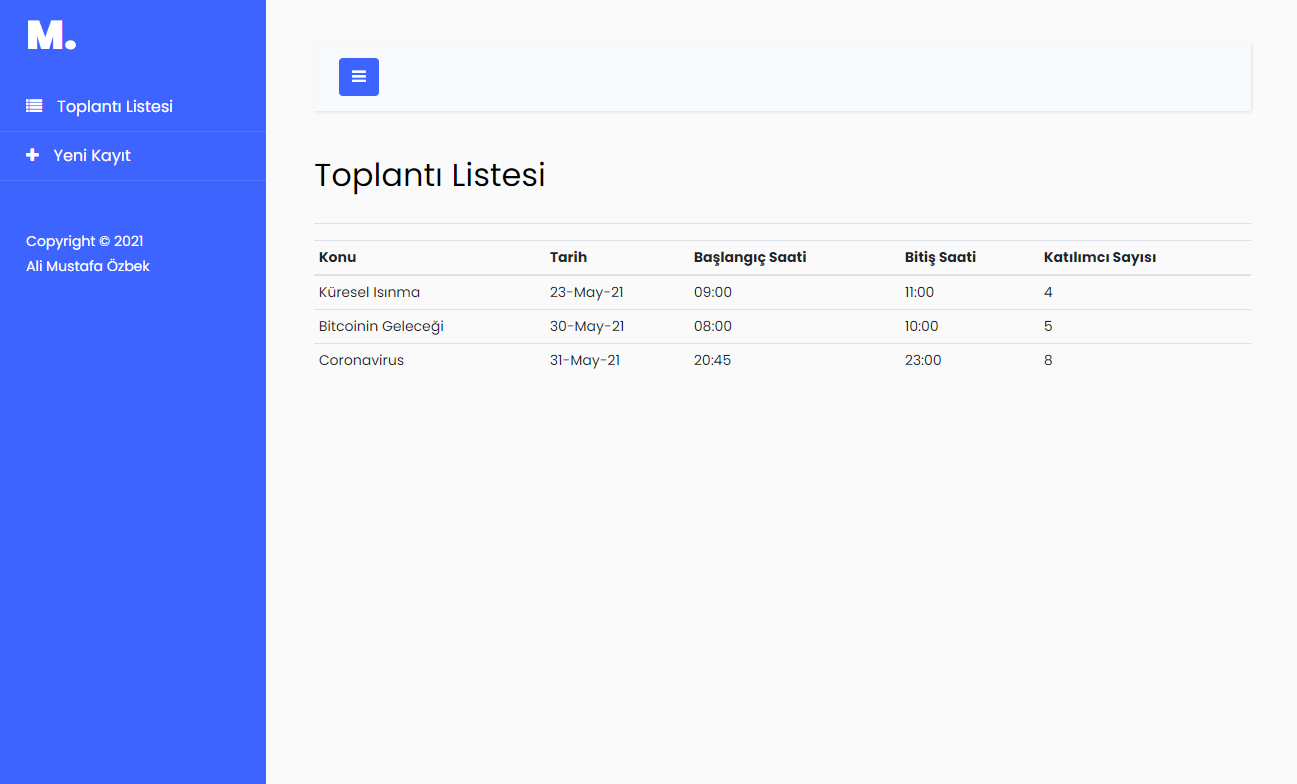 M.
Toplantı Listesi
Yeni Kayıt
Copyright © 2021
Ali Mustafa Özbek
Toplantı Listesi
Konu Tarih Başlangıç Saati Bitiş Saati Katılımcı Sayısı
Küresel Isınma 23-May-21 09:00 11:00 4
Bitcoinin Geleceği 30-May-21 08:00 10:00 5
Coronavirus 31-May-21 20:45 23:00 8